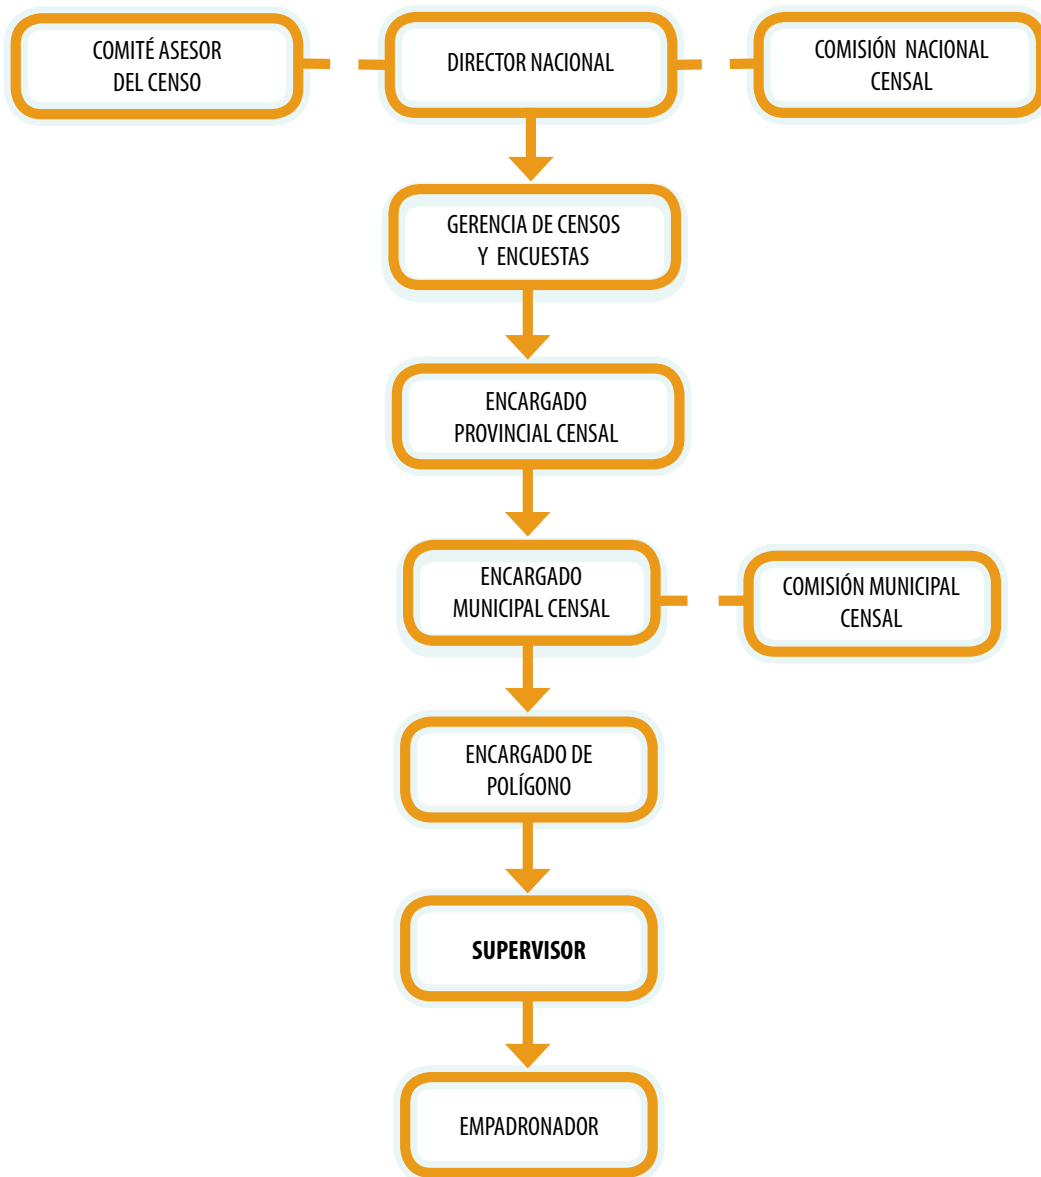 COMITÉ ASESOR
DEL CENSO
DIRECTOR NACIONAL
COMISIÓN NACIONAL
CENSAL
GERENCIA DE CENSOS
Y ENCUESTAS
ENCARGADO
PROVINCIAL CENSAL
ENCARGADO
MUNICIPAL CENSAL
COMISIÓN MUNICIPAL
CENSAL
ENCARGADO DE
POLÍGONO
SUPERVISOR
EMPADRONADOR